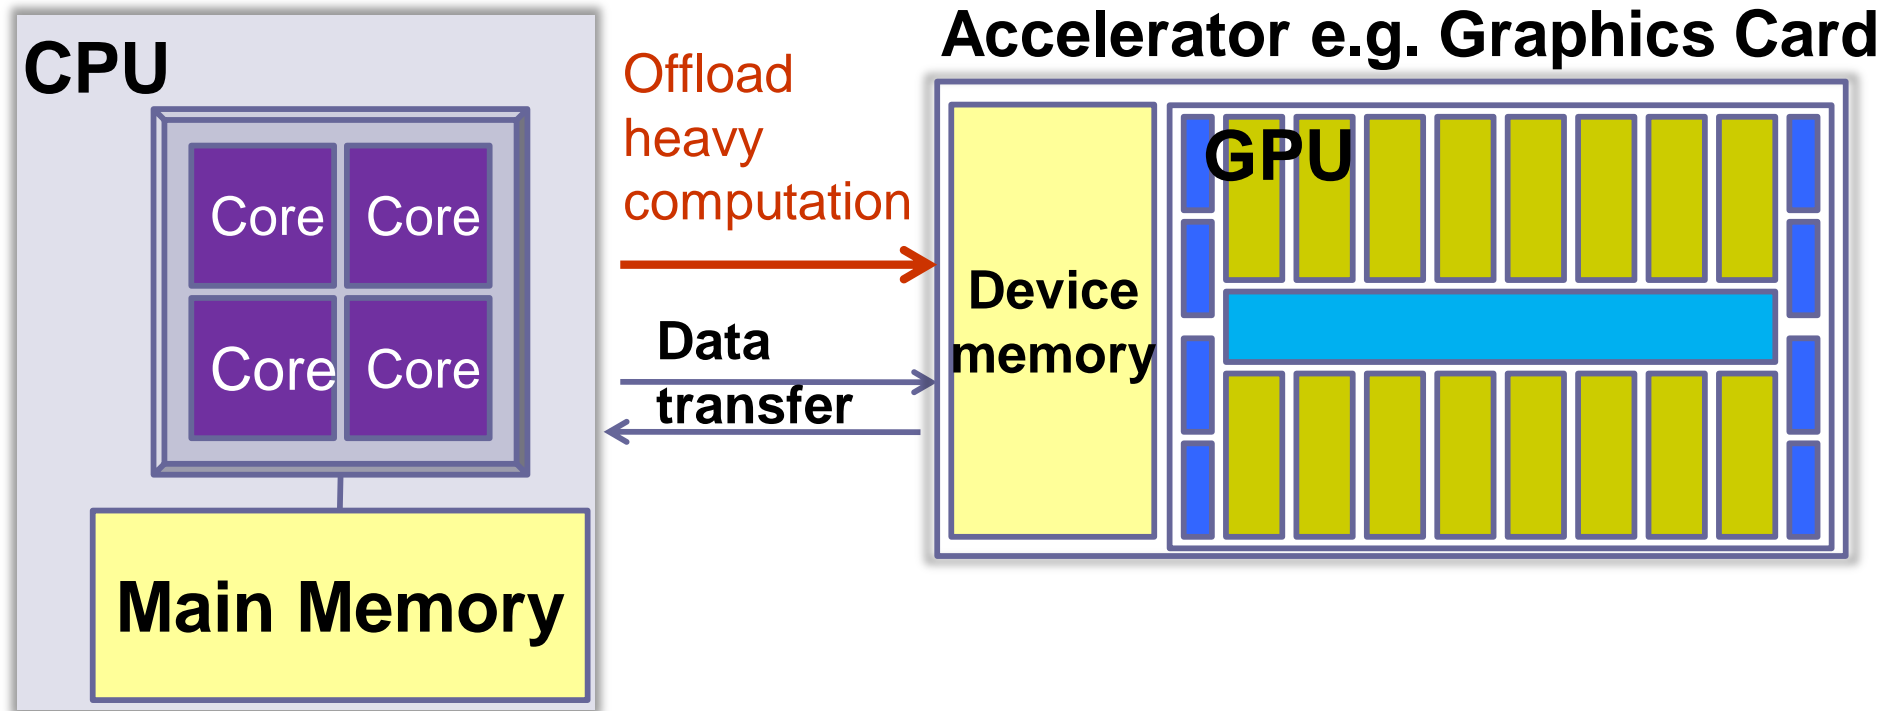 CPU
Core
Core
Core
Core
Main Memory
Offload
heavy
computation
Data
transfer
Accelerator e.g. Graphics Card
Device
memory
GPU